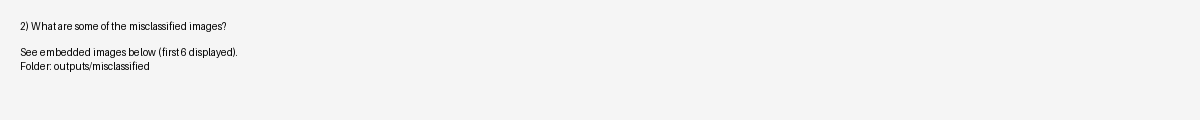 2) What are some of the misclassified images?
See embedded images below (first 6 displayed).
Folder: outputs/misclassified